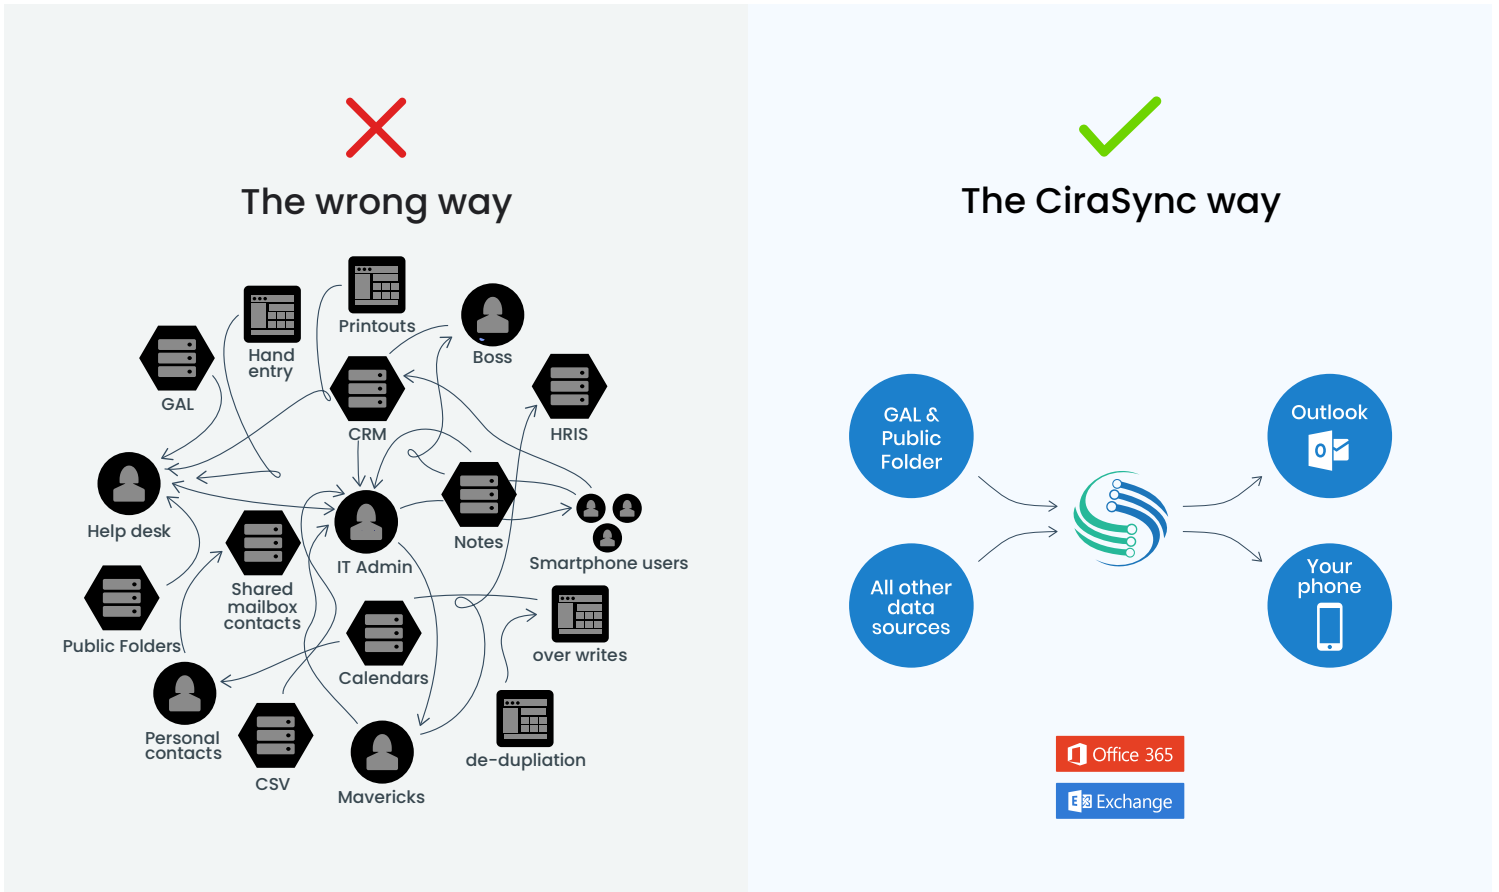 The wrong way
Printouts
Boss
Hand
entry
GAL
CRM
HRIS
Help desk
Notes
IT Admin
Smartphone users
Shared
mailbox
contacts
Public Folders
over writes
Calendars
Personal
contacts
CSV
de-dupliation
Mavericks
The CiraSync way
GAL &
Public
Folder
Outlook
O
All other
data
sources
Your
phone
Office 365
E Exchange